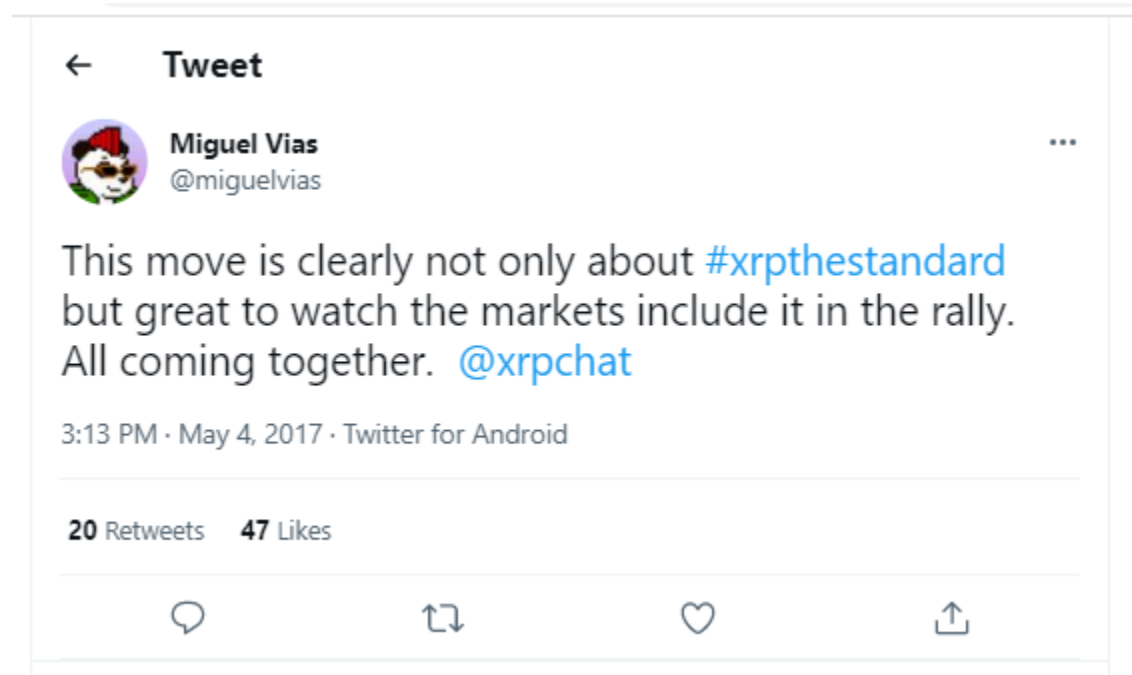 Tweet
Miguel Vias
@miguelvias
This move is clearly not only about #xrpthestandard
but great to watch the markets include it in the rally.
All coming together. @xrpchat
3:13 PM · May 4, 2017 · Twitter for Android
20 Retweets 47 Likes